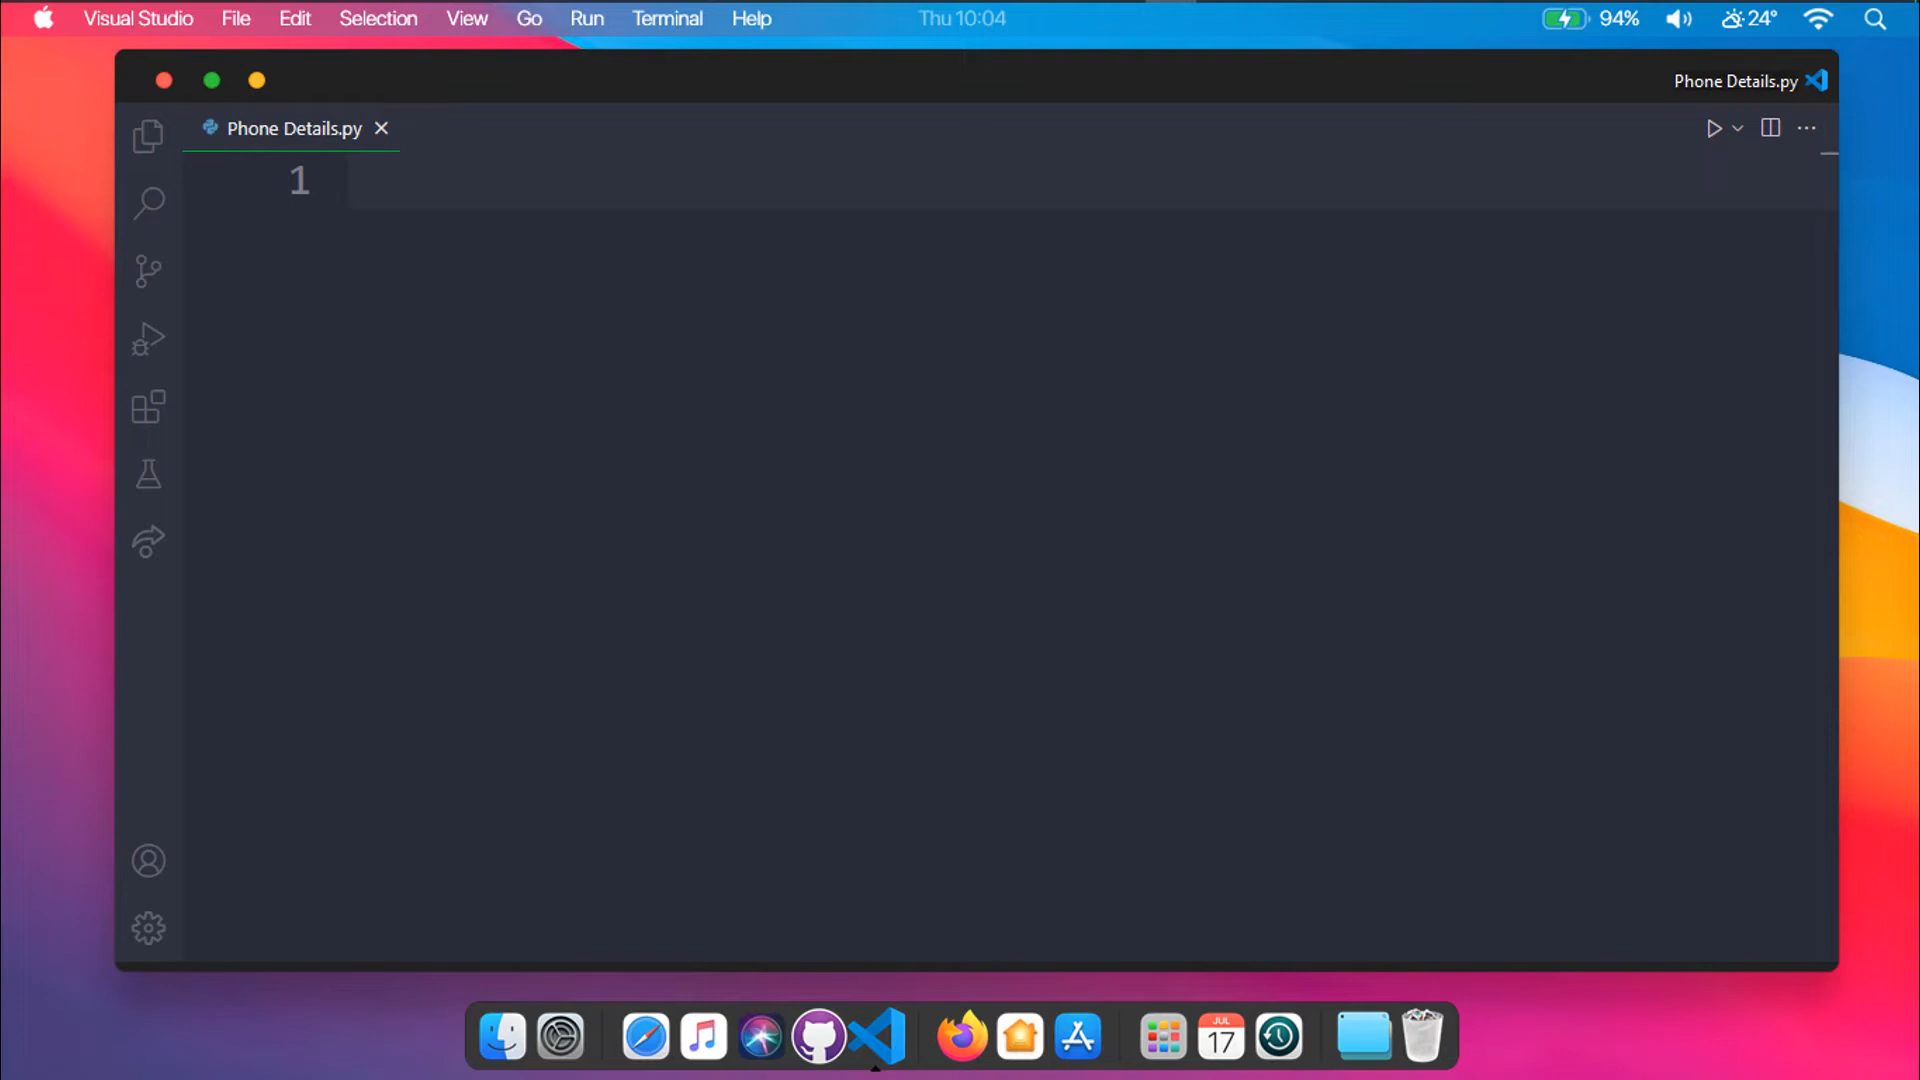 Visual Studio File Edit Selection View Go Run Terminal Help Thu 10:04 94% 24°
Phone Details.py
Phone Details.py
1
JUL
17